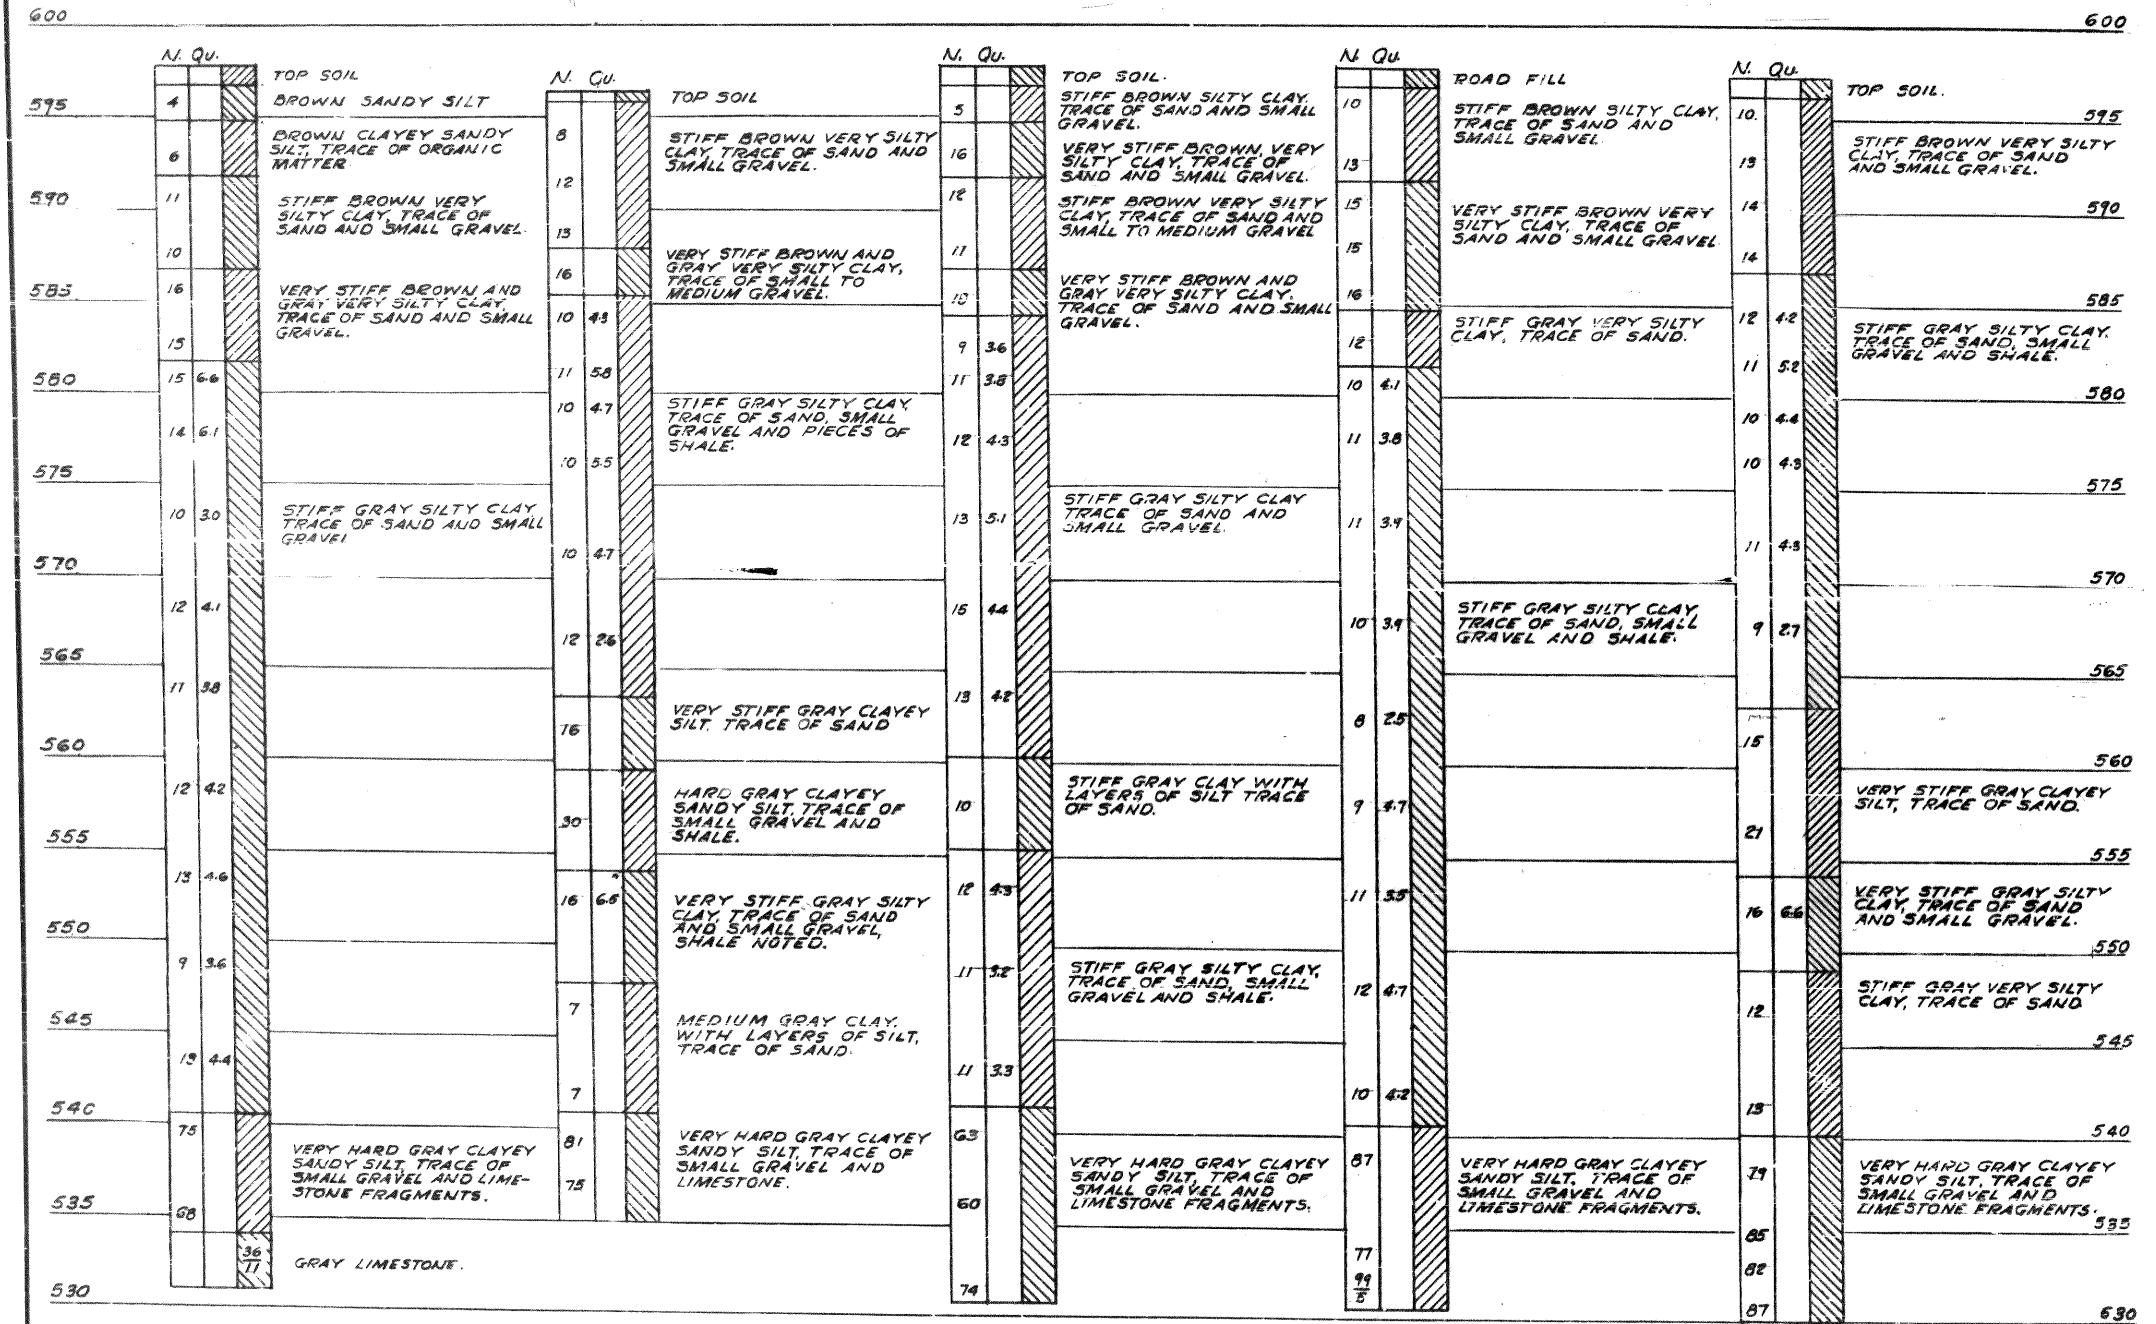 600
600
N. Qu.
TOP SOIL
4
BROWN SANDY SILT
BROWN CLAYEY SANDY
SILT, TRACE OF ORGANIC
MATTER
6
11
STIFF BROWN VERY
SILTY CLAY, TRACE OF
SAND AND SMALL GRAVEL.
10
16
VERY STIFF BROWN AND
GRAY VERY SILTY CLAY,
TRACE OF SAND AND SMALL
GRAVEL.
15
15 6.6
14 6.1
10 3.0
STIFF GRAY SILTY CLAY
TRACE OF SAND AND SMALL
GRAVEL
12 4.1
11 3.8
12 4.2
13 4.6
9 3.6
13 4.4
75
VERY HARD GRAY CLAYEY
SANDY SILT, TRACE OF
SMALL GRAVEL AND LIME-
STONE FRAGMENTS.
68
36
11
GRAY LIMESTONE.
595
590
585
580
575
570
565
560
555
550
545
540
535
530
N. Qu.
TOP SOIL
8
STIFF BROWN VERY SILTY
CLAY, TRACE OF SAND AND
SMALL GRAVEL.
12
13
VERY STIFF BROWN AND
GRAY VERY SILTY CLAY,
TRACE OF SMALL TO
MEDIUM GRAVEL.
16
10 4.3
11 5.8
10 4.7
STIFF GRAY SILTY CLAY,
TRACE OF SAND, SMALL
GRAVEL AND PIECES OF
SHALE.
10 5.5
10 4.7
12 2.6
VERY STIFF GRAY CLAYEY
SILT, TRACE OF SAND
16
HARD GRAY CLAYEY
SANDY SILT, TRACE OF
SMALL GRAVEL AND
SHALE.
30
16 6.6
VERY STIFF GRAY SILTY
CLAY, TRACE OF SAND
AND SMALL GRAVEL,
SHALE NOTED.
7
MEDIUM GRAY CLAY,
WITH LAYERS OF SILT,
TRACE OF SAND.
7
81
VERY HARD GRAY CLAYEY
SANDY SILT, TRACE OF
SMALL GRAVEL AND
LIMESTONE.
75
N. Qu.
TOP SOIL.
5
STIFF BROWN SILTY CLAY,
TRACE OF SAND AND SMALL
GRAVEL.
16
VERY STIFF BROWN, VERY
SILTY CLAY, TRACE OF
SAND AND SMALL GRAVEL.
12
STIFF BROWN VERY SILTY
CLAY, TRACE OF SAND AND
SMALL TO MEDIUM GRAVEL
11
VERY STIFF BROWN AND
GRAY VERY SILTY CLAY,
TRACE OF SAND AND SMALL
GRAVEL.
9 3.6
11 3.8
12 4.3
13 5.1
STIFF GRAY SILTY CLAY
TRACE OF SAND AND
SMALL GRAVEL.
15 4.4
13 4.2
10
STIFF GRAY CLAY WITH
LAYERS OF SILT TRACE
OF SAND.
12 4.3
11 3.2
STIFF GRAY SILTY CLAY,
TRACE OF SAND, SMALL
GRAVEL AND SHALE.
11 3.3
63
VERY HARD GRAY CLAYEY
SANDY SILT, TRACE OF
SMALL GRAVEL AND
LIMESTONE FRAGMENTS.
60
74
N. Qu.
ROAD FILL
10
STIFF BROWN SILTY CLAY,
TRACE OF SAND AND
SMALL GRAVEL
13
15
VERY STIFF BROWN VERY
SILTY CLAY, TRACE OF
SAND AND SMALL GRAVEL
15
16
STIFF GRAY VERY SILTY
CLAY, TRACE OF SAND.
12
10 4.1
11 3.8
11 3.9
10 3.9
STIFF GRAY SILTY CLAY,
TRACE OF SAND, SMALL
GRAVEL AND SHALE.
8 2.5
9 4.7
11 3.5
12 4.7
10 4.2
87
VERY HARD GRAY CLAYEY
SANDY SILT, TRACE OF
SMALL GRAVEL AND
LIMESTONE FRAGMENTS.
77
99
5
N. Qu.
TOP SOIL.
10.
STIFF BROWN VERY SILTY
CLAY, TRACE OF SAND
AND SMALL GRAVEL.
13
14
14
12 4.2
STIFF GRAY SILTY CLAY,
TRACE OF SAND, SMALL
GRAVEL AND SHALE.
11 5.2
10 4.4
10 4.3
11 4.3
9 2.7
15
VERY STIFF GRAY CLAYEY
SILT, TRACE OF SAND.
21
16 6.6
VERY STIFF GRAY SILTY
CLAY, TRACE OF SAND
AND SMALL GRAVEL.
STIFF GRAY VERY SILTY
CLAY, TRACE OF SAND
12
13
79
VERY HARD GRAY CLAYEY
SANDY SILT, TRACE OF
SMALL GRAVEL AND
LIMESTONE FRAGMENTS.
85
82
87
595
590
585
580
575
570
565
560
555
550
545
540
535
530